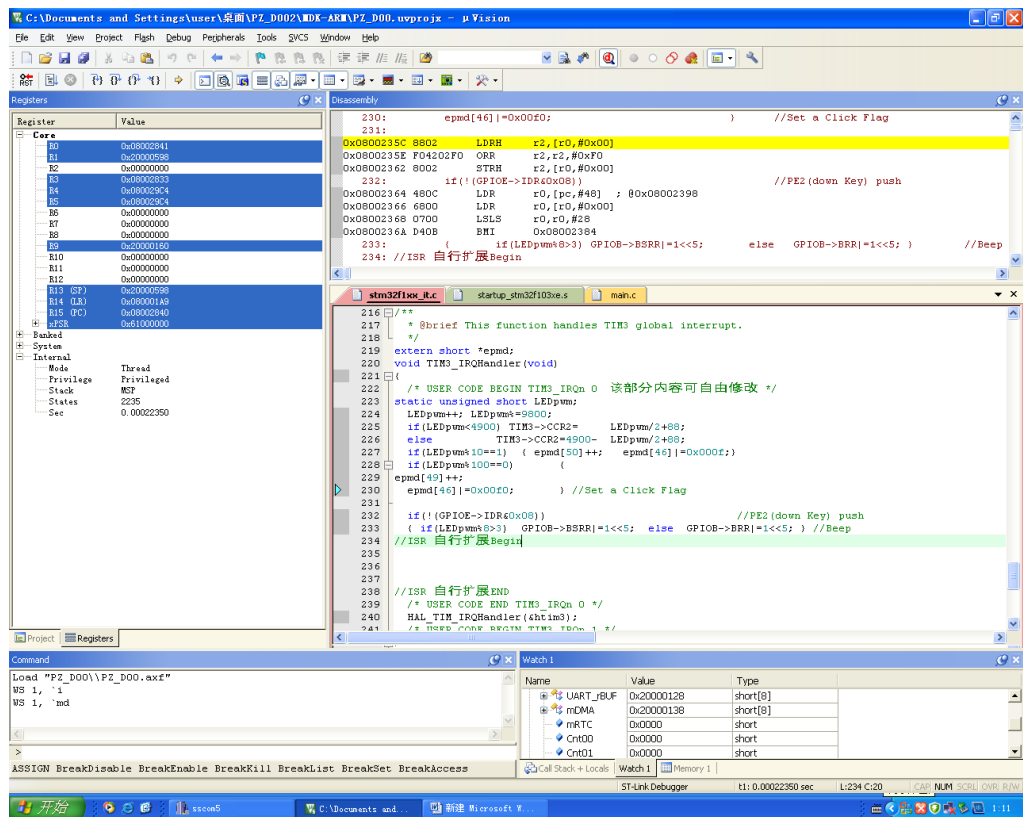 C:\Documents and Settings\user\桌面\PZ_D002\MDK-ARM\PZ_D00.uvprojx - µVision
File Edit View Project Flash Debug Peripherals Tools SVCS Window Help
RST
Registers
Register Value
Core
R0 0x08002841
R1 0x20000598
R2 0x00000000
R3 0x08002833
R4 0x080029C4
R5 0x080029C4
R6 0x00000000
R7 0x00000000
R8 0x00000000
R9 0x20000160
R10 0x00000000
R11 0x00000000
R12 0x00000000
R13 (SP) 0x20000598
R14 (LR) 0x080001A9
R15 (PC) 0x08002840
xPSR 0x61000000
Banked
System
Internal
Mode Thread
Privilege Privileged
Stack MSP
States 2235
Sec 0.00022350
Project Registers
Disassembly
230: epmd[46]|=0x00f0; } //Set a Click Flag
231:
0x0800235C 8802 LDRH r2,[r0,#0x00]
0x0800235E F04202F0 ORR r2,r2,#0xF0
0x08002362 8002 STRH r2,[r0,#0x00]
232: if(!(GPIOE->IDR&0x08)) //PE2(down Key) push
0x08002364 480C LDR r0,[pc,#48] ; @0x08002398
0x08002366 6800 LDR r0,[r0,#0x00]
0x08002368 0700 LSLS r0,r0,#28
0x0800236A D40B BMI 0x08002384
233: { if(LEDpwm%8>3) GPIOB->BSRR|=1<<5; else GPIOB->BRR|=1<<5; } //Beep
234: //ISR 自行扩展Begin
stm32f1xx_it.c startup_stm32f103xe.s main.c
216 /**
217 * @brief This function handles TIM3 global interrupt.
218 */
219 extern short *epmd;
220 void TIM3_IRQHandler(void)
221 {
222 /* USER CODE BEGIN TIM3_IRQn 0 该部分内容可自由修改 */
223 static unsigned short LEDpwm;
224 LEDpwm++; LEDpwm%=9800;
225 if(LEDpwm<4900) TIM3->CCR2= LEDpwm/2+88;
226 else TIM3->CCR2=4900- LEDpwm/2+88;
227 if(LEDpwm%10==1) { epmd[50]++; epmd[46]|=0x000f;}
228 if(LEDpwm%100==0) {
229 epmd[49]++;
230 epmd[46]|=0x00f0; } //Set a Click Flag
231
232 if(!(GPIOE->IDR&0x08)) //PE2(down Key) push
233 { if(LEDpwm%8>3) GPIOB->BSRR|=1<<5; else GPIOB->BRR|=1<<5; } //Beep
234 //ISR 自行扩展Begin
235
236
237
238 //ISR 自行扩展END
239 /* USER CODE END TIM3_IRQn 0 */
240 HAL_TIM_IRQHandler(&htim3);
241 /* USER CODE BEGIN TIM3_IRQn 1 */
Command
Load "PZ_D00\\PZ_D00.axf"
WS 1, `i
WS 1, `md
>
ASSIGN BreakDisable BreakEnable BreakKill BreakList BreakSet BreakAccess
Watch 1
Name Value Type
UART_rBUF 0x20000128 short[8]
mDMA 0x20000138 short[8]
mRTC 0x0000 short
Cnt00 0x0000 short
Cnt01 0x0000 short
Call Stack + Locals Watch 1 Memory 1
ST-Link Debugger t1: 0.00022350 sec L:234 C:20 CAP NUM SCRL OVR R/W
开始 sscom5 C:\Documents and... 新建 Microsoft W... 1:11